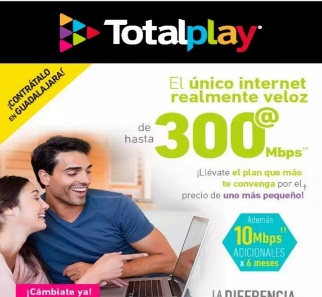 Totalplay®
¡CONTRÁTALO
EN GUADALAJARA!
El único internet
realmente veloz
de
hasta
300@
Mbps**
¡Llévate el plan que más
te convenga por el†
precio de uno más pequeño!
Además
10Mbps††
ADICIONALES
x 6 meses
¡Cámbiate ya!
LA DIFERENCIA